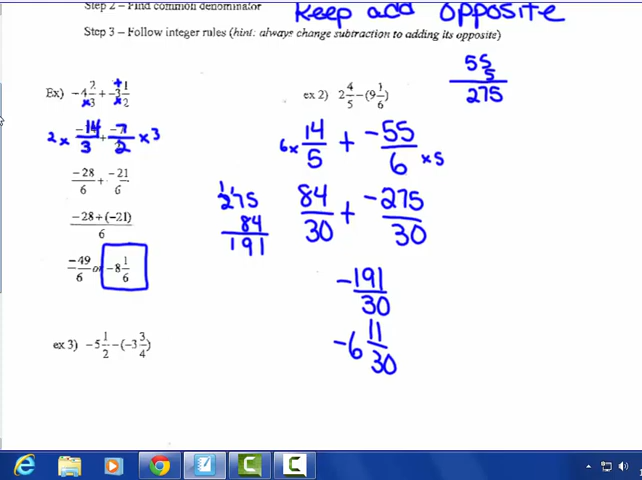 Step 2 – Find common denominator
Keep add opposite
Step 3 – Follow integer rules (hint: always change subtraction to adding its opposite)
55
5
275
Ex) -4 2/3 + -3 1/2
ex 2) 2 4/5 - (9 1/6)
2 x -14/3 + -7/2 x 3
6x 14/5 + -55/6 x5
-28/6 + -21/6
275
84
191
84/30 + -275/30
-28 + (-21)
6
-49/6 or -8 1/6
-191/30
-6 11/30
ex 3) -5 1/2 - (-3 3/4)